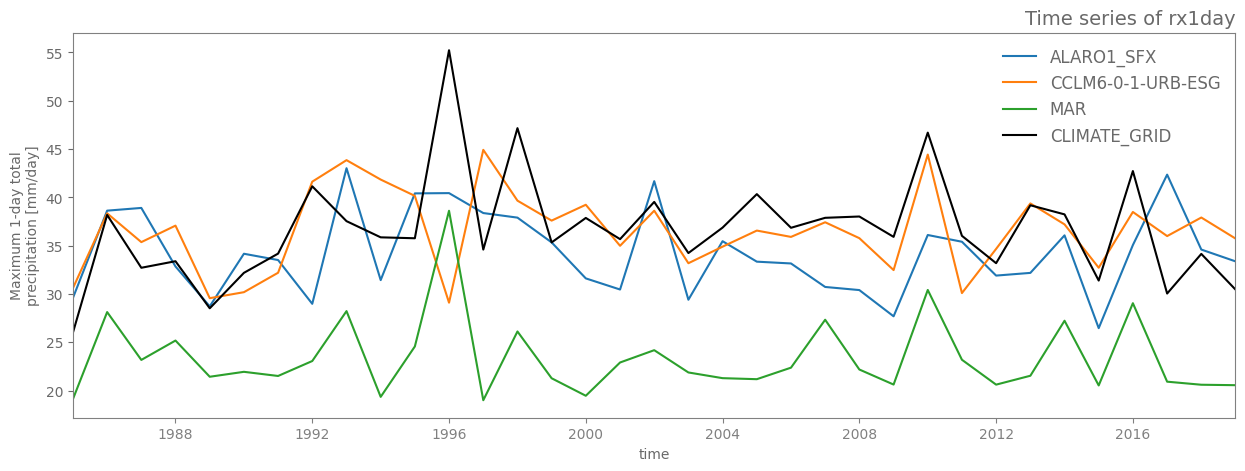 Time series of rx1day
ALARO1_SFX
CCLM6-0-1-URB-ESG
MAR
CLIMATE_GRID
Maximum 1-day total
precipitation [mm/day]
55
50
45
40
35
30
25
20
1988 1992 1996 2000 2004 2008 2012 2016
time